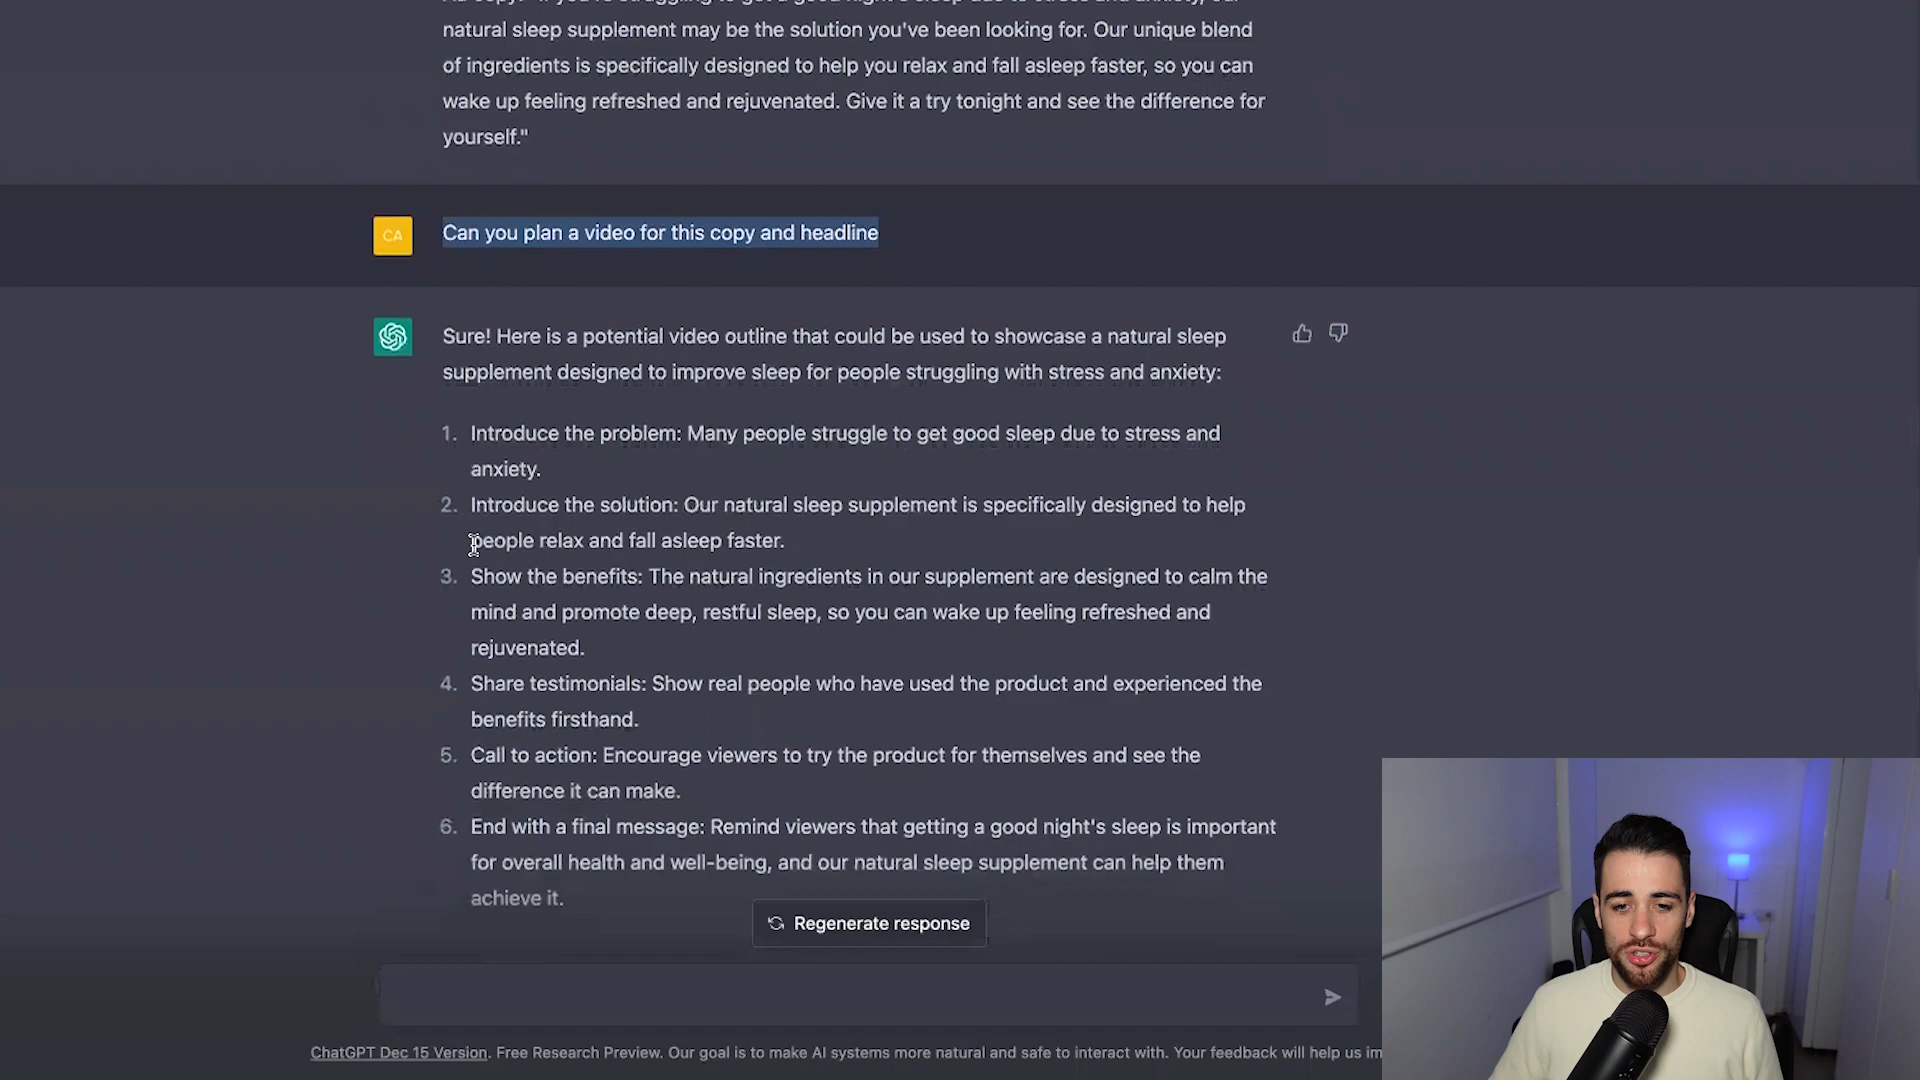 natural sleep supplement may be the solution you've been looking for. Our unique blend
of ingredients is specifically designed to help you relax and fall asleep faster, so you can
wake up feeling refreshed and rejuvenated. Give it a try tonight and see the difference for
yourself."
CA
Can you plan a video for this copy and headline
Sure! Here is a potential video outline that could be used to showcase a natural sleep
supplement designed to improve sleep for people struggling with stress and anxiety:
1. Introduce the problem: Many people struggle to get good sleep due to stress and
anxiety.
2. Introduce the solution: Our natural sleep supplement is specifically designed to help
people relax and fall asleep faster.
3. Show the benefits: The natural ingredients in our supplement are designed to calm the
mind and promote deep, restful sleep, so you can wake up feeling refreshed and
rejuvenated.
4. Share testimonials: Show real people who have used the product and experienced the
benefits firsthand.
5. Call to action: Encourage viewers to try the product for themselves and see the
difference it can make.
6. End with a final message: Remind viewers that getting a good night's sleep is important
for overall health and well-being, and our natural sleep supplement can help them
achieve it.
Regenerate response
ChatGPT Dec 15 Version. Free Research Preview. Our goal is to make AI systems more natural and safe to interact with. Your feedback will help us im